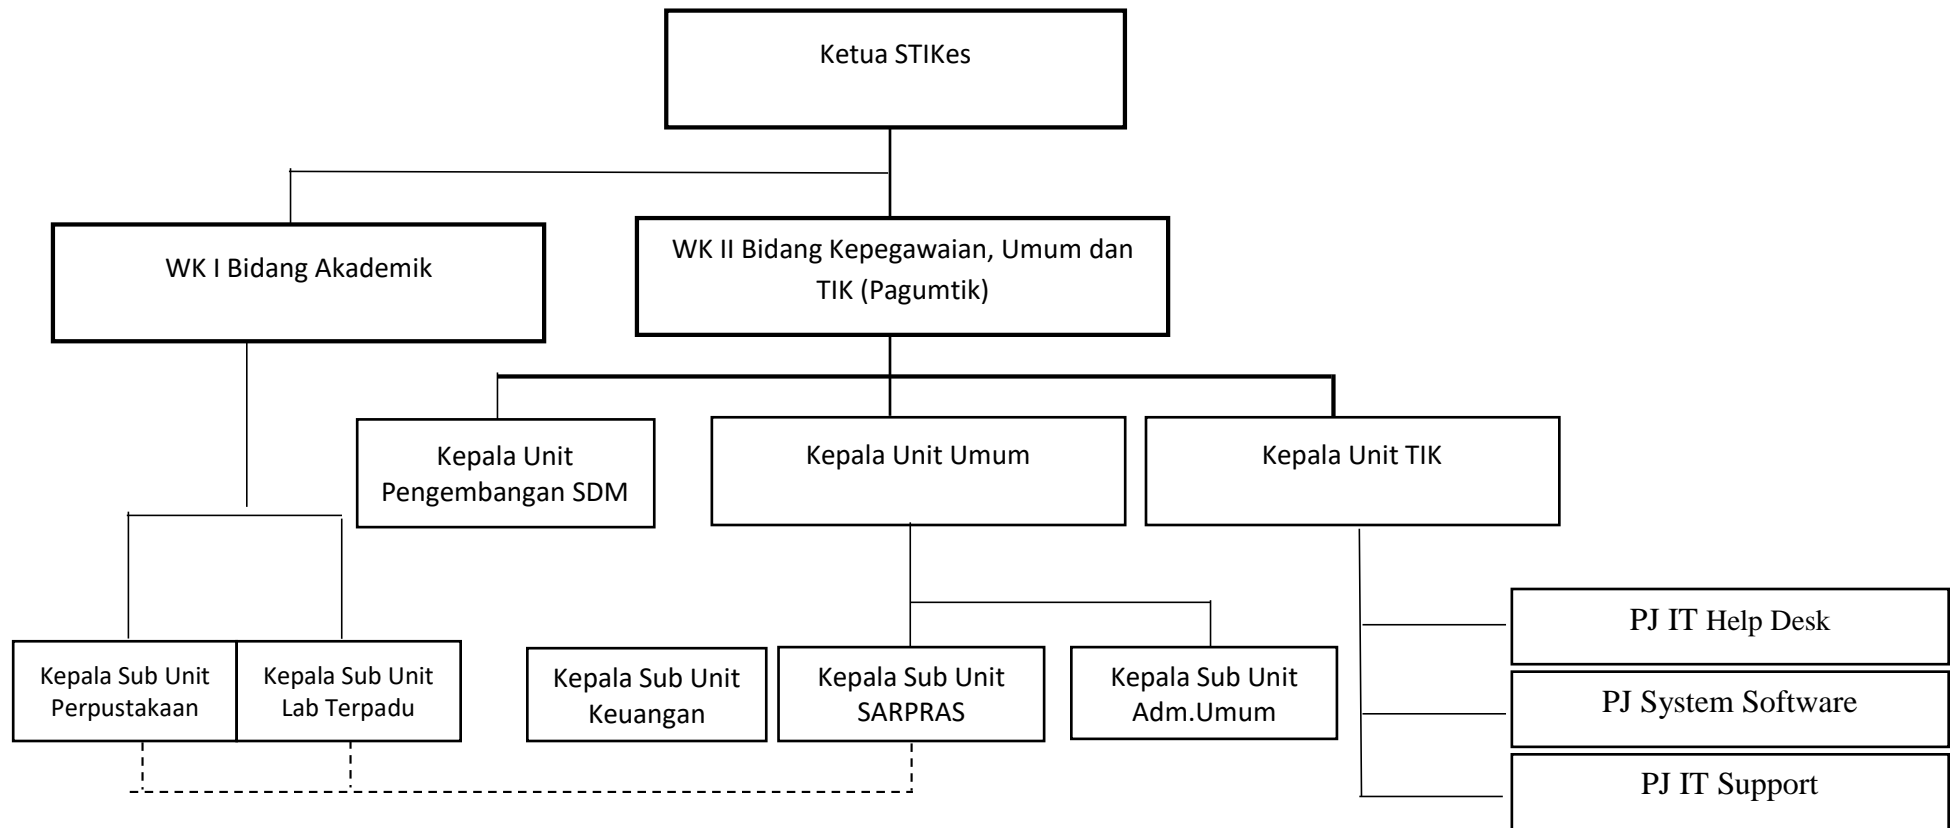 Ketua STIKes
WK I Bidang Akademik
WK II Bidang Kepegawaian, Umum dan
TIK (Pagumtik)
Kepala Unit
Pengembangan SDM
Kepala Unit Umum
Kepala Unit TIK
Kepala Sub Unit
Perpustakaan
Kepala Sub Unit
Lab Terpadu
Kepala Sub Unit
Keuangan
Kepala Sub Unit
SARPRAS
Kepala Sub Unit
Adm.Umum
PJ IT Help Desk
PJ System Software
PJ IT Support